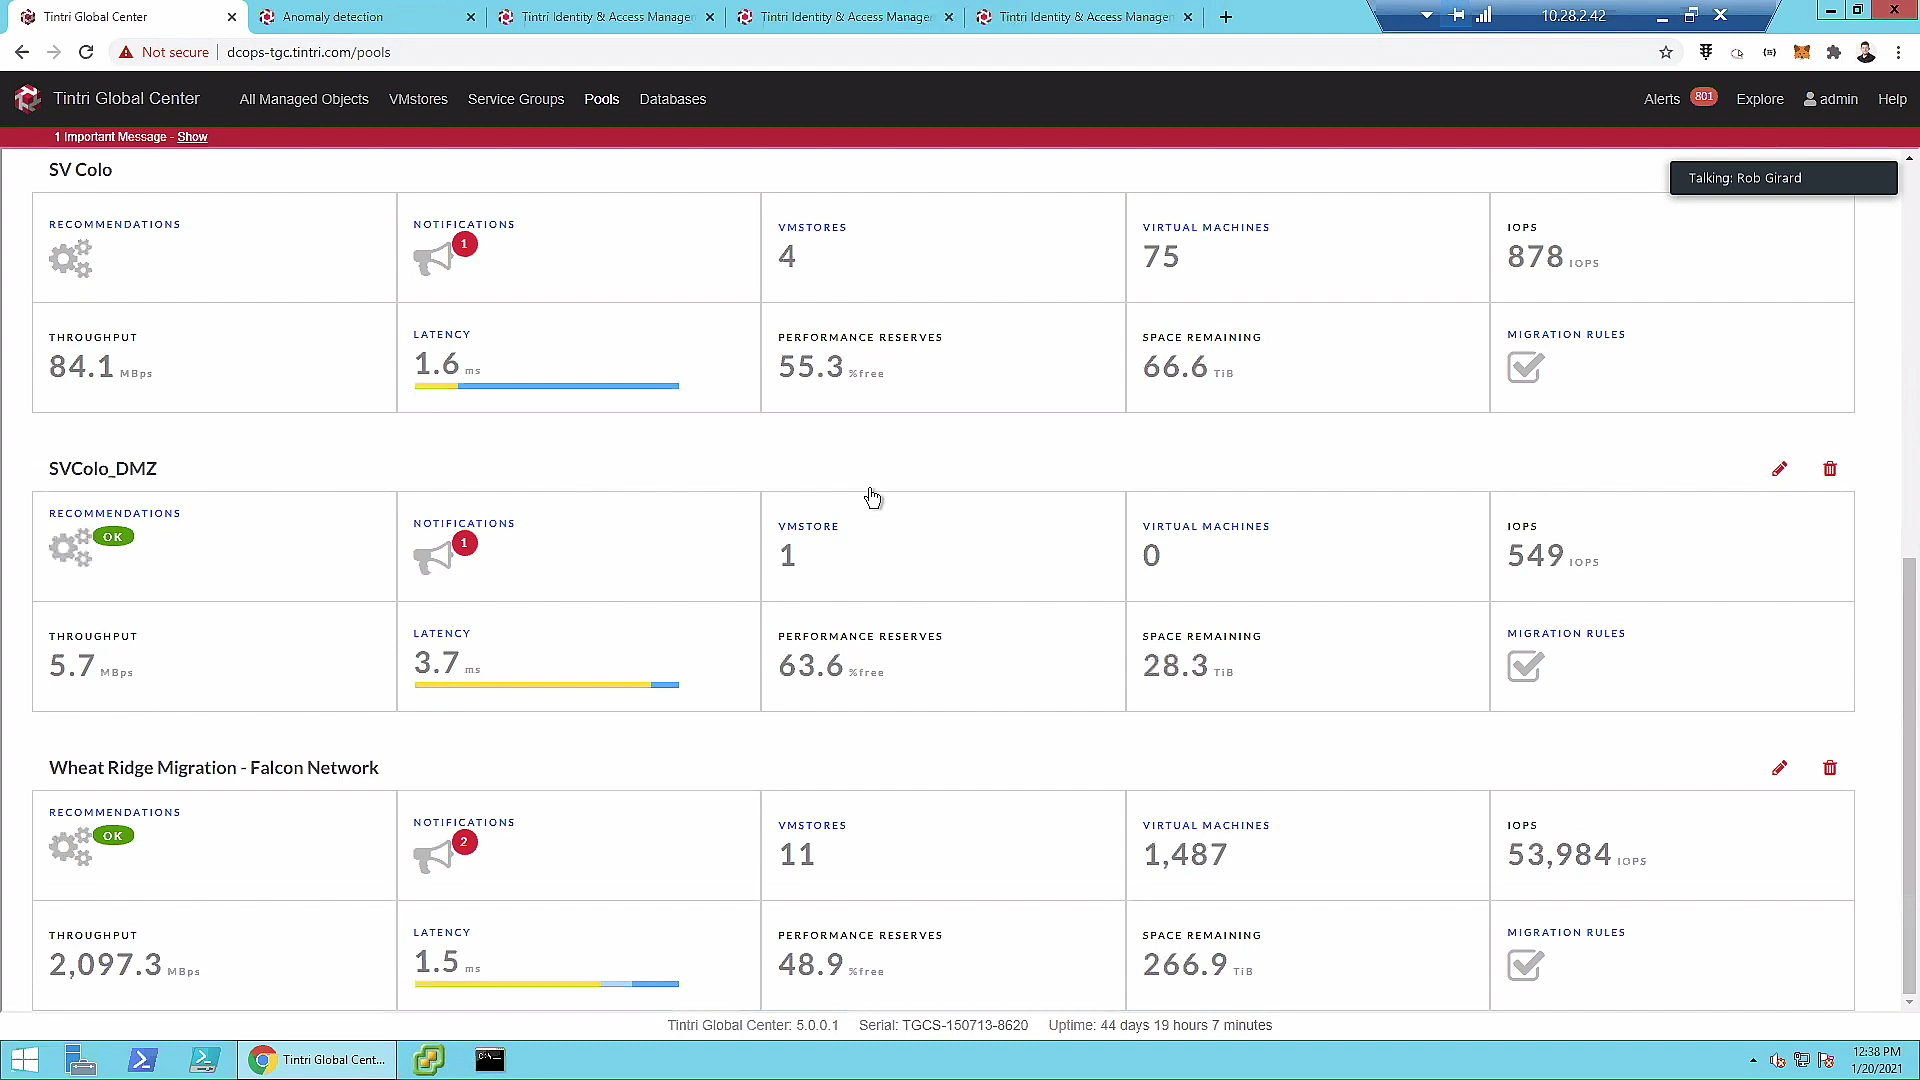 Tintri Global Center
Anomaly detection
Tintri Identity & Access Manager
Tintri Identity & Access Manage
Tintri Identity & Access Manager
10.28.2.42
Not secure
dcops-tgc.tintri.com/pools
Tintri Global Center
All Managed Objects
VMstores
Service Groups
Pools
Databases
Alerts 801
Explore
admin
Help
1 Important Message - Show
SV Colo
Talking: Rob Girard
RECOMMENDATIONS
NOTIFICATIONS
1
VMSTORES
4
VIRTUAL MACHINES
75
IOPS
878 IOPS
THROUGHPUT
84.1 MBps
LATENCY
1.6 ms
PERFORMANCE RESERVES
55.3 %free
SPACE REMAINING
66.6 TiB
MIGRATION RULES
SVColo_DMZ
RECOMMENDATIONS
OK
NOTIFICATIONS
1
VMSTORE
1
VIRTUAL MACHINES
0
IOPS
549 IOPS
THROUGHPUT
5.7 MBps
LATENCY
3.7 ms
PERFORMANCE RESERVES
63.6 %free
SPACE REMAINING
28.3 TiB
MIGRATION RULES
Wheat Ridge Migration - Falcon Network
RECOMMENDATIONS
OK
NOTIFICATIONS
2
VMSTORES
11
VIRTUAL MACHINES
1,487
IOPS
53,984 IOPS
THROUGHPUT
2,097.3 MBps
LATENCY
1.5 ms
PERFORMANCE RESERVES
48.9 %free
SPACE REMAINING
266.9 TiB
MIGRATION RULES
Tintri Global Center: 5.0.0.1 Serial: TGCS-150713-8620 Uptime: 44 days 19 hours 7 minutes
Tintri Global Cent...
12:38 PM
1/20/2021